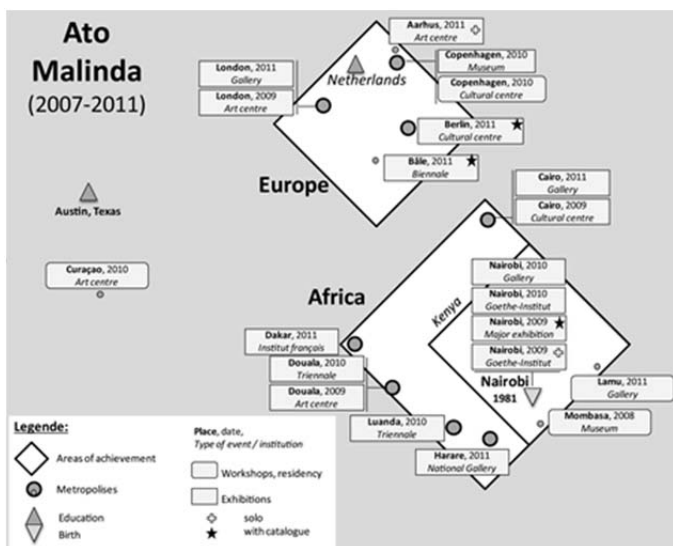 Ato
Malinda
(2007-2011)
Aarhus, 2011
Art centre
Copenhagen, 2010
Museum
Copenhagen, 2010
Cultural centre
London, 2011
Gallery
London, 2009
Art centre
Netherlands
Berlin, 2011
Cultural centre
Bâle, 2011
Biennale
Europe
Cairo, 2011
Gallery
Cairo, 2009
Cultural centre
Austin, Texas
Curaçao, 2010
Art centre
Africa
Kenya
Nairobi, 2010
Gallery
Nairobi, 2010
Goethe-Institut
Nairobi, 2009
Major exhibition
Nairobi, 2009
Goethe-Institut
Nairobi
1981
Dakar, 2011
Institut français
Douala, 2010
Triennale
Douala, 2009
Art centre
Luanda, 2010
Triennale
Harare, 2011
National Gallery
Lamu, 2011
Gallery
Mombasa, 2008
Museum
Legende:
Areas of achievement
Metropolises
Education
Birth
Place, date,
Type of event / institution
Workshops, residency
Exhibitions
solo
with catalogue